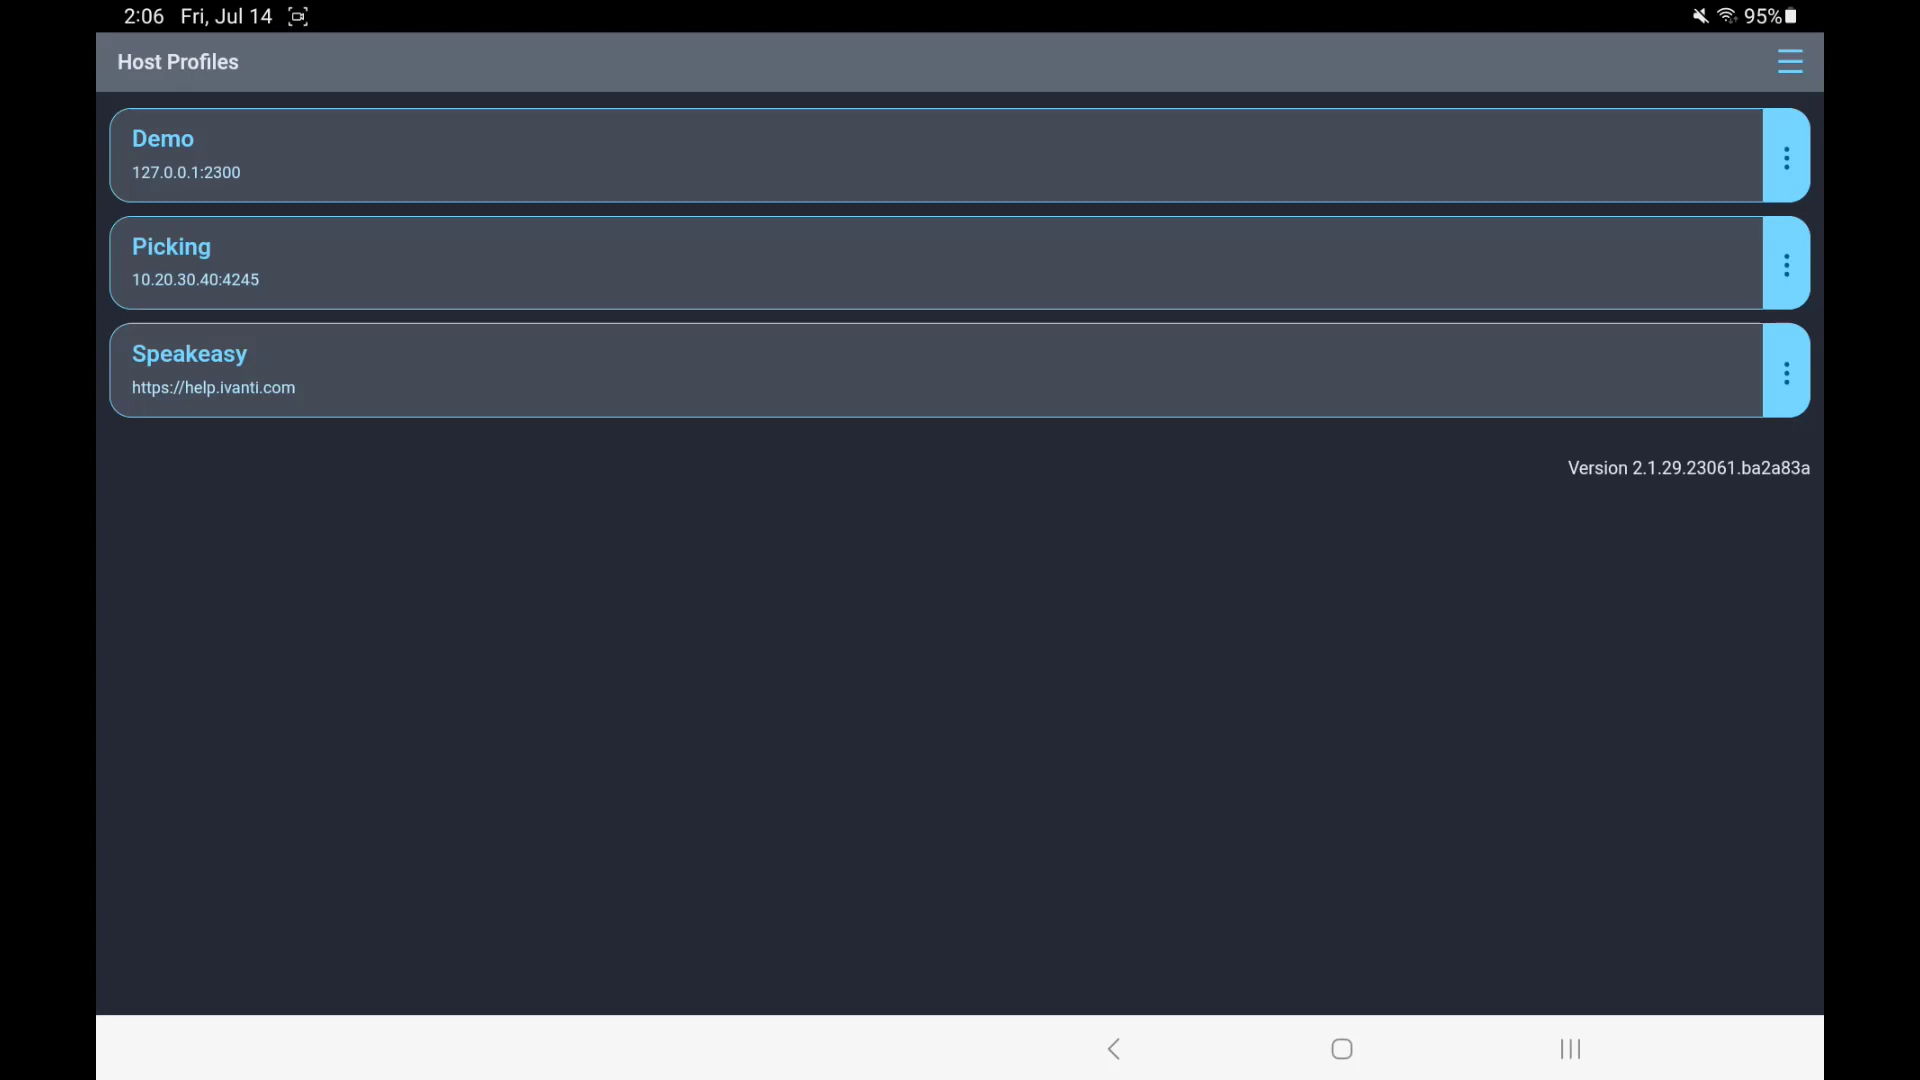 2:06 Fri, Jul 14 95%
Host Profiles
Demo
127.0.0.1:2300
Picking
10.20.30.40:4245
Speakeasy
https://help.ivanti.com
Version 2.1.29.23061.ba2a83a